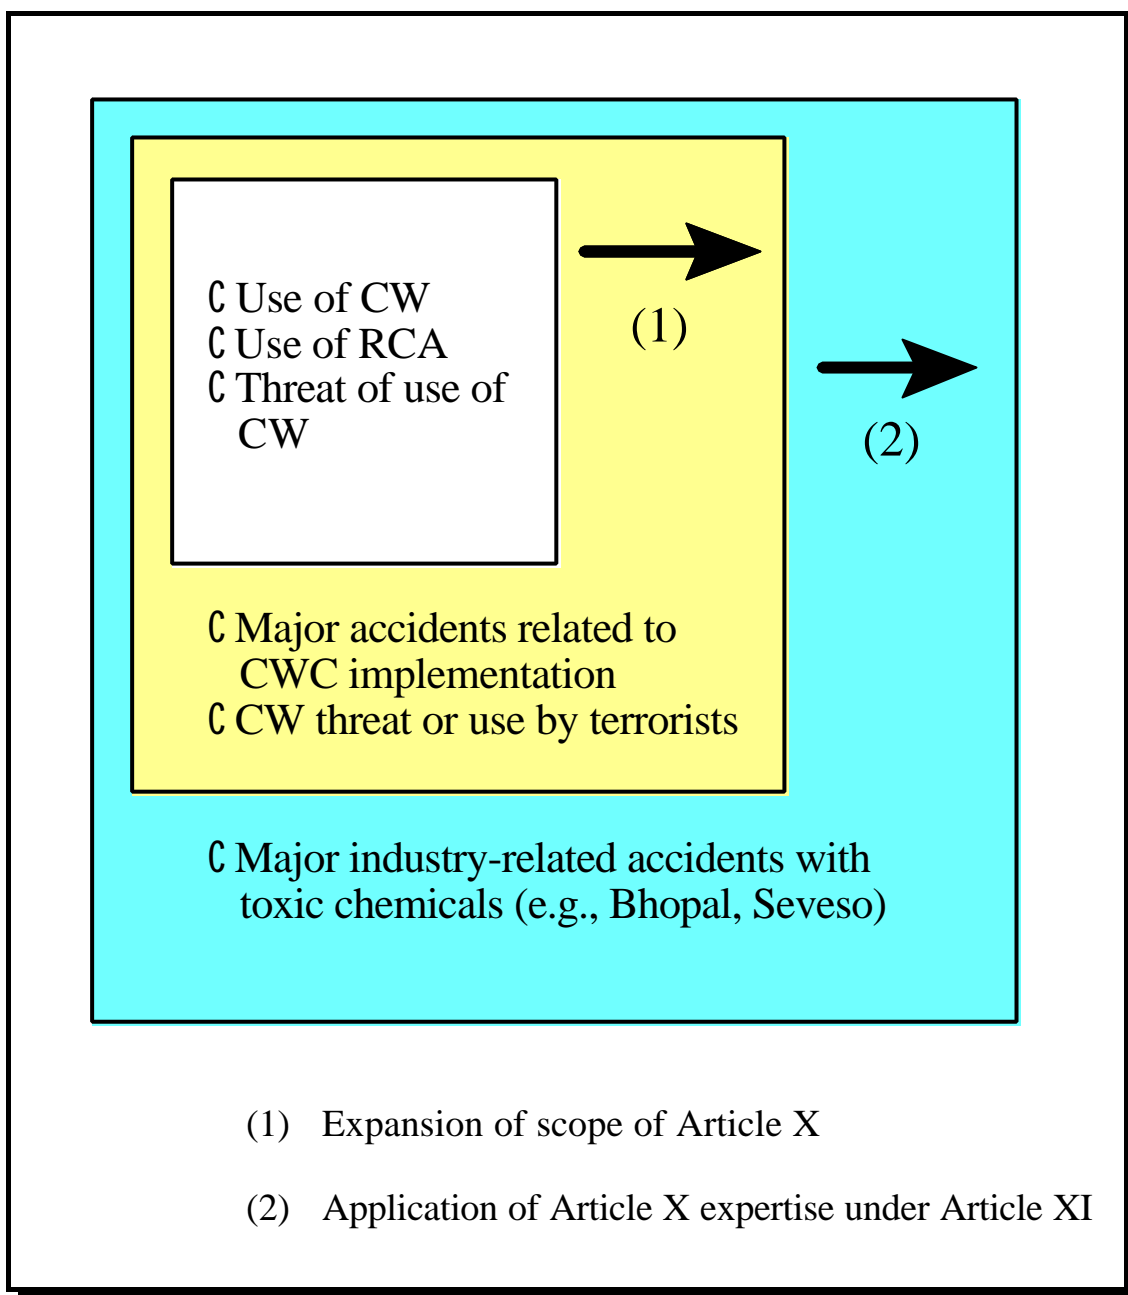 C Use of CW
C Use of RCA
C Threat of use of
CW
(1)
(2)
C Major accidents related to
CWC implementation
C CW threat or use by terrorists
C Major industry-related accidents with
toxic chemicals (e.g., Bhopal, Seveso)
(1) Expansion of scope of Article X
(2) Application of Article X expertise under Article XI